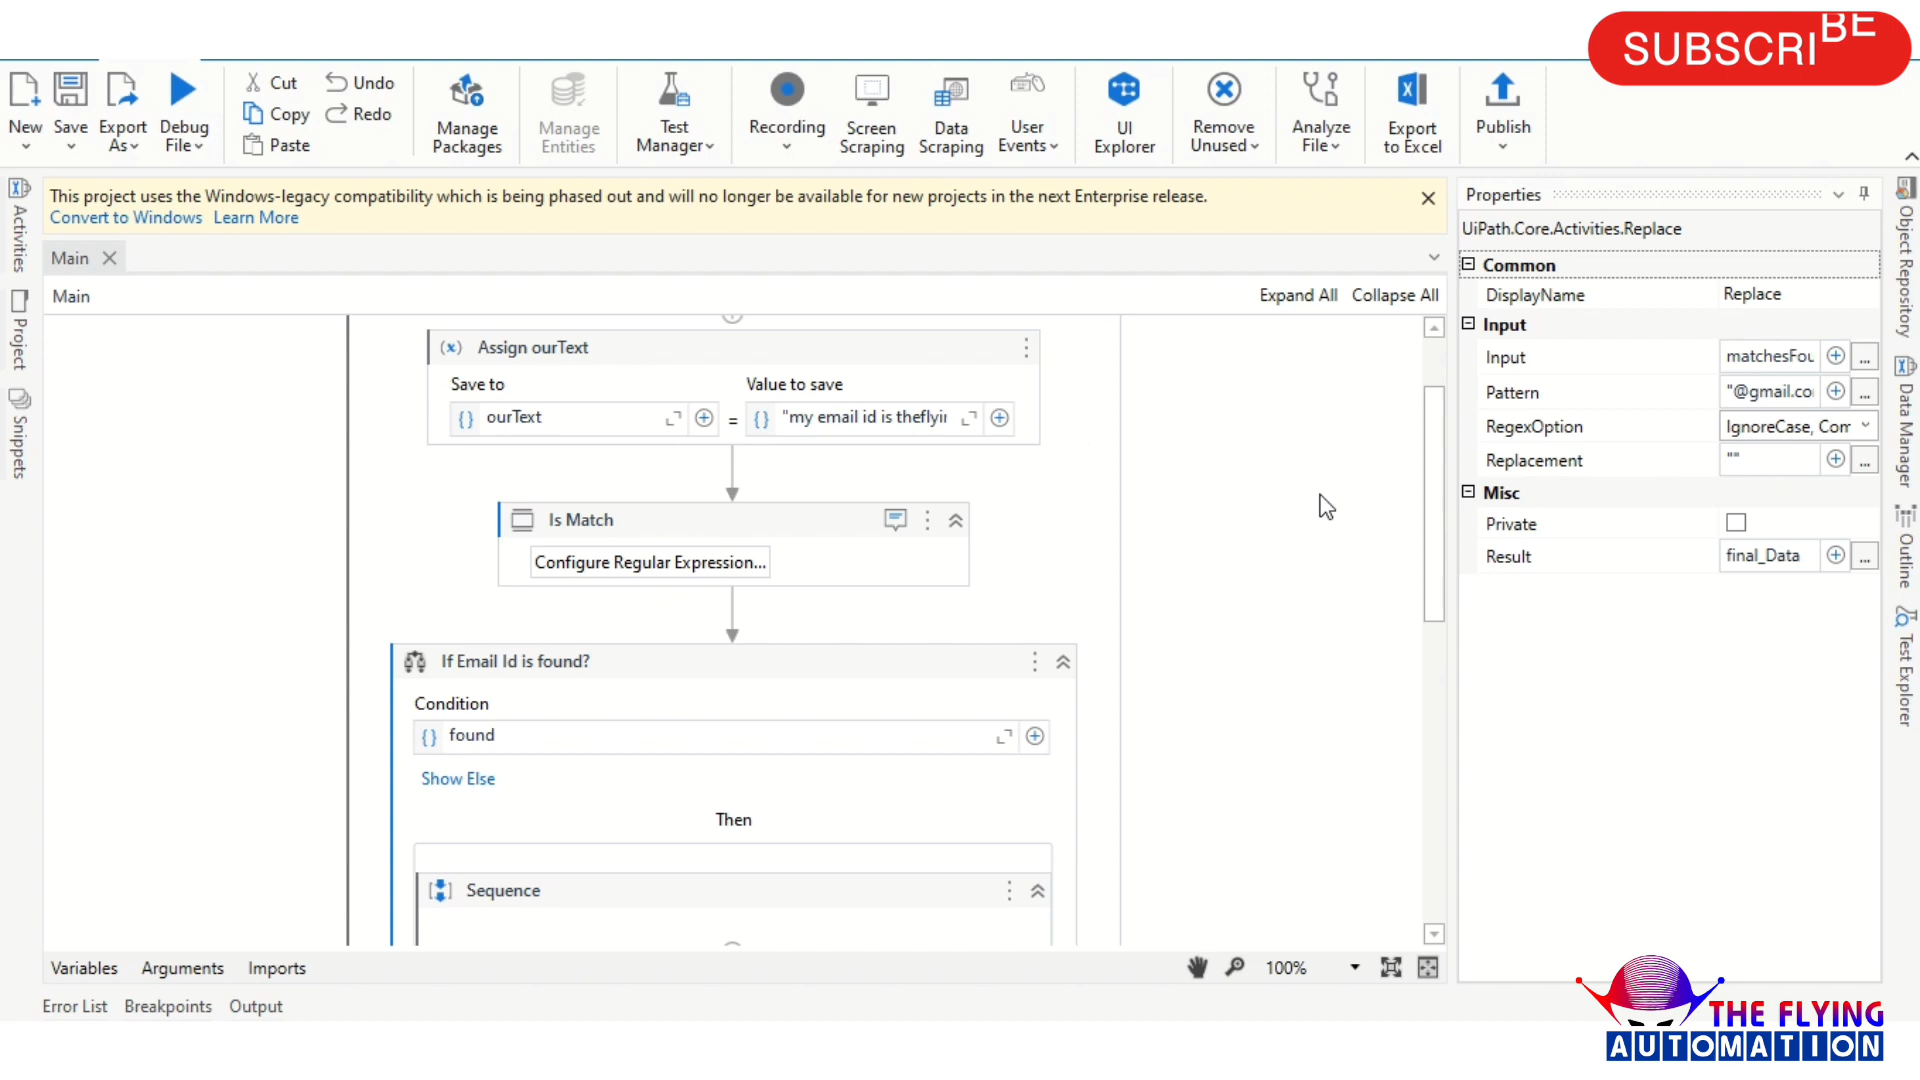 SUBSCRIBE
New
Save
Export As
Debug File
Cut
Copy
Paste
Undo
Redo
Manage Packages
Manage Entities
Test Manager
Recording
Screen Scraping
Data Scraping
User Events
UI Explorer
Remove Unused
Analyze File
Export to Excel
Publish
This project uses the Windows-legacy compatibility which is being phased out and will no longer be available for new projects in the next Enterprise release.
Convert to Windows Learn More
Activities
Project
Snippets
Main
Main
Expand All Collapse All
(x) Assign ourText
Save to
Value to save
{} ourText
=
{} "my email id is theflyin
Is Match
Configure Regular Expression...
If Email Id is found?
Condition
{} found
Show Else
Then
Sequence
Variables Arguments Imports
100%
Error List Breakpoints Output
Properties
UiPath.Core.Activities.Replace
Common
DisplayName Replace
Input
Input matchesFou ...
Pattern "@gmail.co ...
RegexOption IgnoreCase, Com
Replacement "" ...
Misc
Private
Result final_Data ...
Object Repository
Data Manager
Outline
Test Explorer
THE FLYING
AUTOMATION